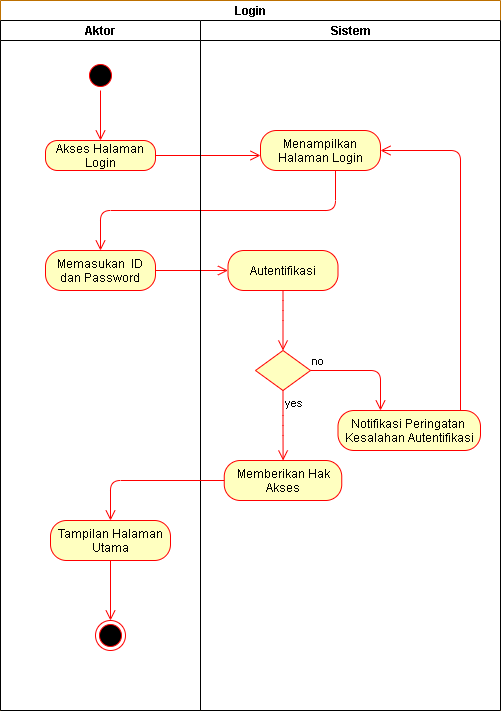 Login
Aktor
Sistem
Akses Halaman
Login
Menampilkan
Halaman Login
Memasukan ID
dan Password
Autentifikasi
no
yes
Notifikasi Peringatan
Kesalahan Autentifikasi
Memberikan Hak
Akses
Tampilan Halaman
Utama